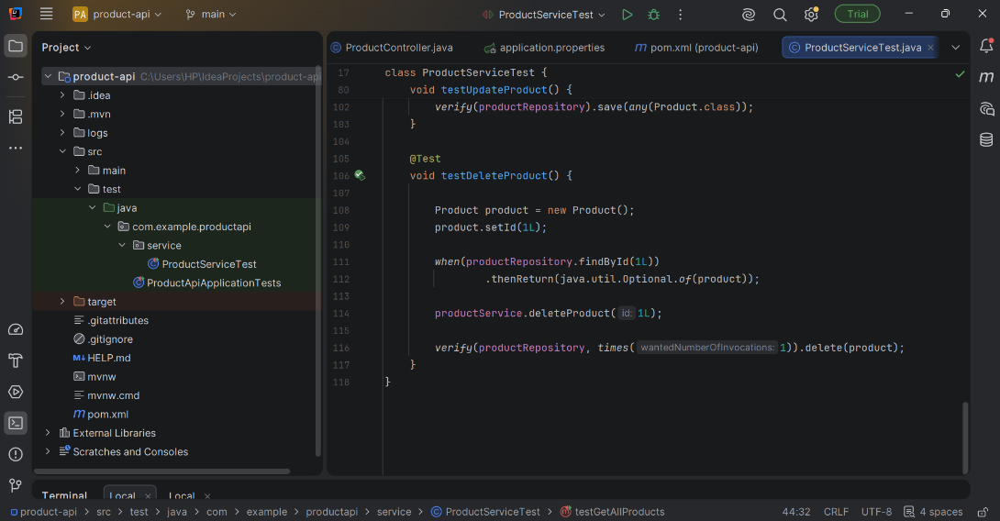 PA product-api main ProductServiceTest Trial
Project
ProductController.java application.properties pom.xml (product-api) ProductServiceTest.java
product-api C:\Users\HP\IdeaProjects\product-api
.idea
.mvn
logs
src
main
test
java
com.example.productapi
service
ProductServiceTest
ProductApiApplicationTests
target
.gitattributes
.gitignore
HELP.md
mvnw
mvnw.cmd
pom.xml
External Libraries
Scratches and Consoles
17 class ProductServiceTest {
80 void testUpdateProduct() {
102 verify(productRepository).save(any(Product.class));
103 }
104
105 @Test
106 void testDeleteProduct() {
107
108 Product product = new Product();
109 product.setId(1L);
110
111 when(productRepository.findById(1L))
112 .thenReturn(java.util.Optional.of(product));
113
114 productService.deleteProduct( id: 1L);
115
116 verify(productRepository, times( wantedNumberOfInvocations: 1)).delete(product);
117 }
118 }
Terminal Local Local
product-api > src > test > java > com > example > productapi > service > ProductServiceTest > testGetAllProducts 44:32 CRLF UTF-8 4 spaces